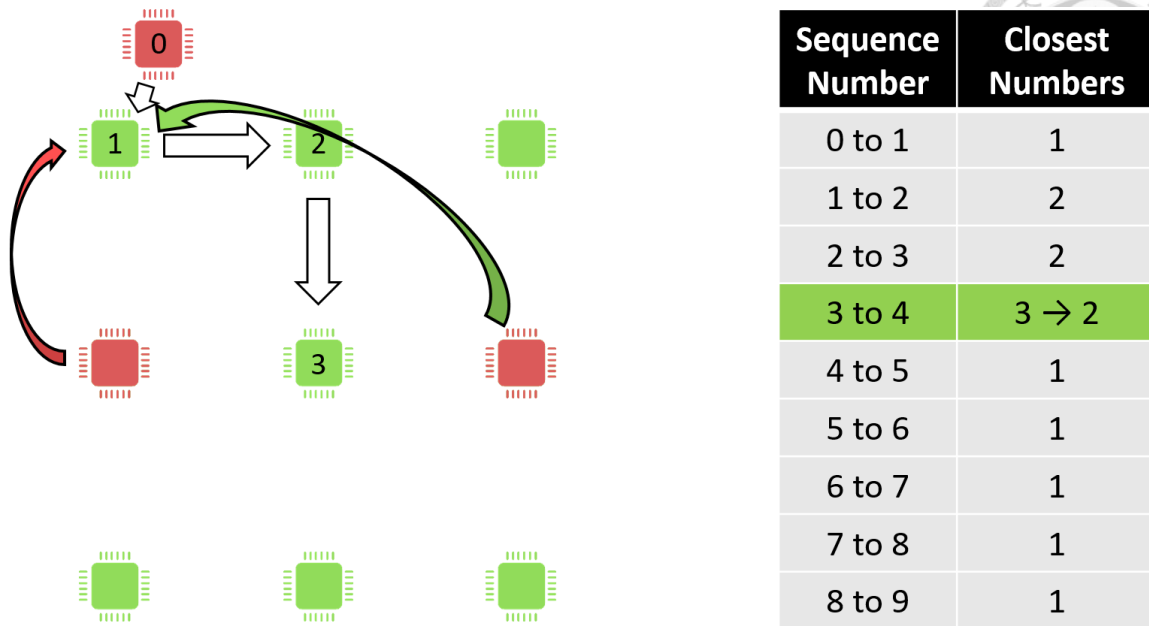 0
1
2
3
Sequence Number Closest Numbers
0 to 1 1
1 to 2 2
2 to 3 2
3 to 4 3 → 2
4 to 5 1
5 to 6 1
6 to 7 1
7 to 8 1
8 to 9 1